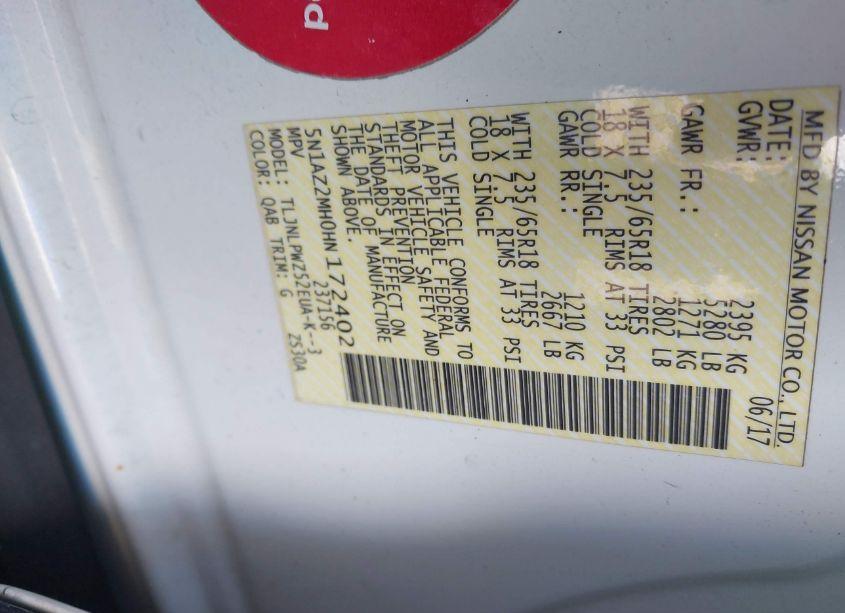 ed
MFD BY NISSAN MOTOR CO., LTD.
DATE: 06/17
GVWR: 2395 KG
5280 LB
GAWR FR.: 1271 KG
2802 LB
WITH 235/65R18 TIRES
18 X 7.5 RIMS AT 33 PSI
COLD SINGLE
GAWR RR.: 1210 KG
2667 LB
WITH 235/65R18 TIRES
18 X 7.5 RIMS AT 33 PSI
COLD SINGLE
THIS VEHICLE CONFORMS TO
ALL APPLICABLE FEDERAL
MOTOR VEHICLE SAFETY AND
THEFT PREVENTION
STANDARDS IN EFFECT ON
THE DATE OF MANUFACTURE
SHOWN ABOVE.
5N1AZ2MH0HN172402
MPV 237156
MODEL: TLJNLPWZ52EUA-K--3
COLOR: QAB TRIM: G ZS30A